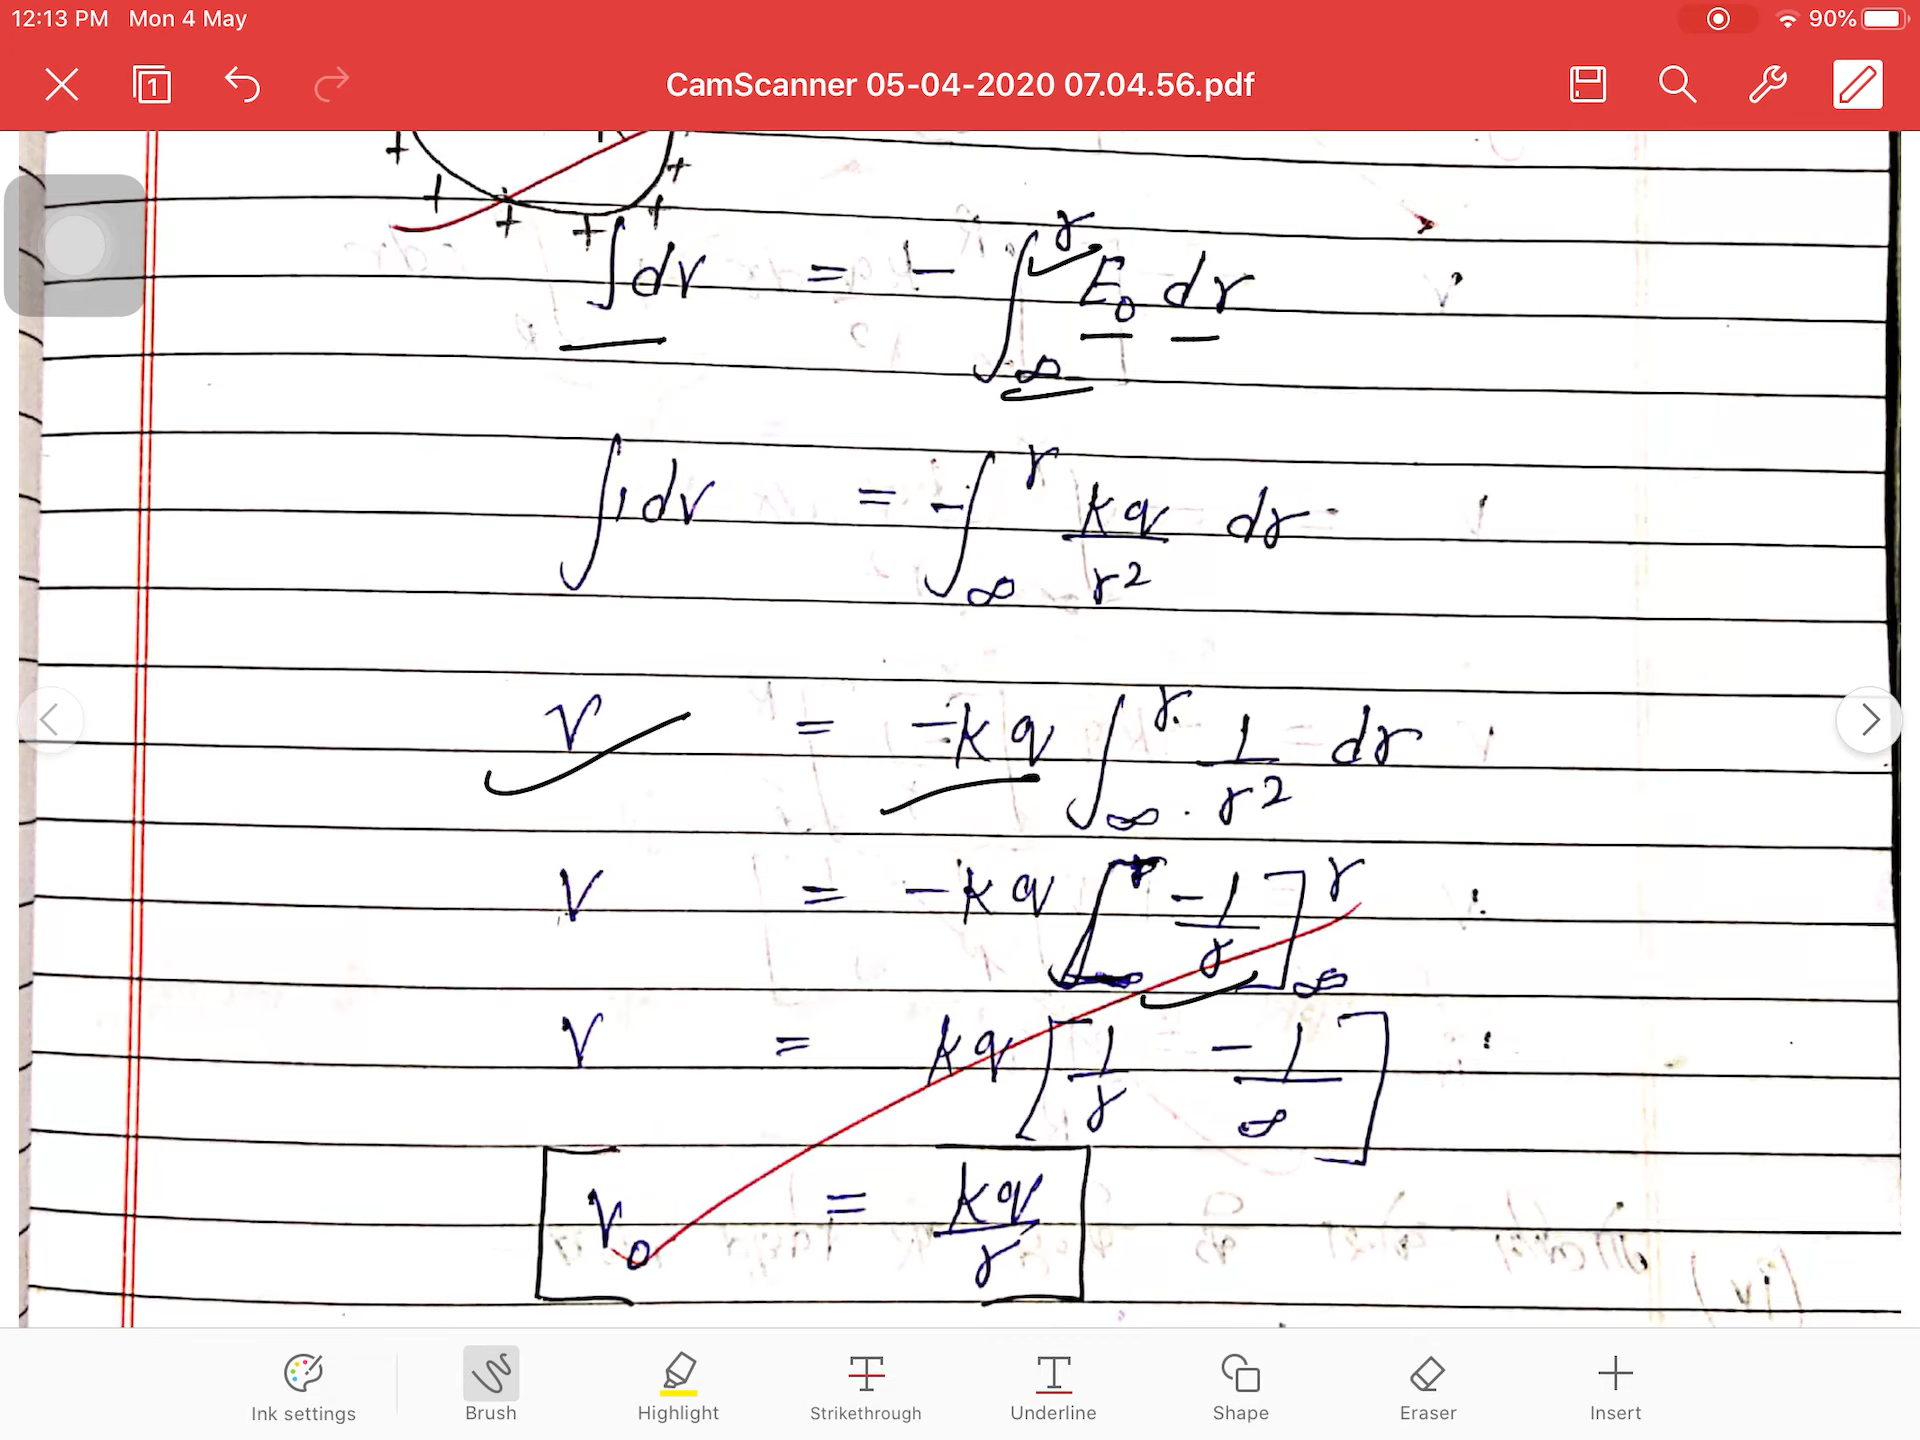 12:13 PM Mon 4 May 90%
1 CamScanner 05-04-2020 07.04.56.pdf
∫dv = - ∫_∞^r E₀ dr
∫1dv = -∫_∞^r kq/r² dr
V = -kq ∫_∞^r 1/r² dr
V = -kq [-1/r]_∞^r
V = kq [1/r - 1/∞]
V₀ = kq/r
Ink settings Brush Highlight Strikethrough Underline Shape Eraser Insert